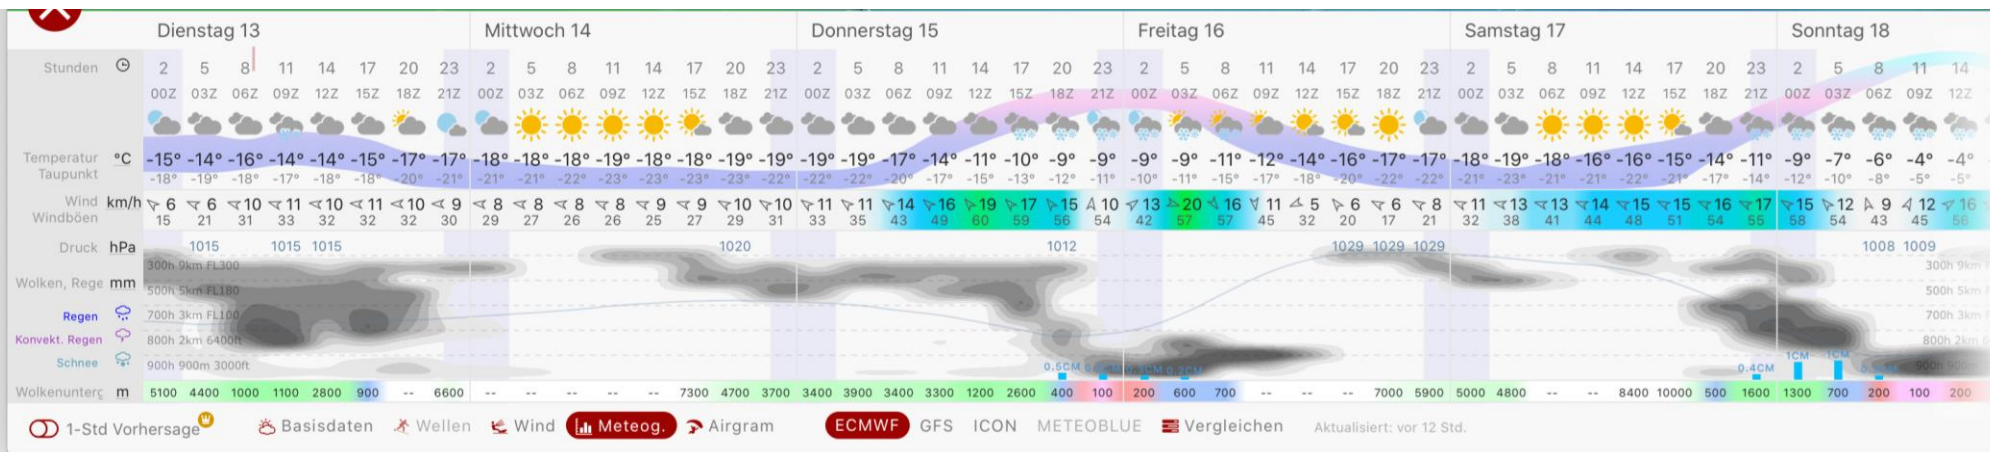 Dienstag 13 Mittwoch 14 Donnerstag 15 Freitag 16 Samstag 17 Sonntag 18
Stunden 2 5 8 11 14 17 20 23 2 5 8 11 14 17 20 23 2 5 8 11 14 17 20 23 2 5 8 11 14 17 20 23 2 5 8 11 14 17 20 23 2 5 8 11 14
00Z 03Z 06Z 09Z 12Z 15Z 18Z 21Z 00Z 03Z 06Z 09Z 12Z 15Z 18Z 21Z 00Z 03Z 06Z 09Z 12Z 15Z 18Z 21Z 00Z 03Z 06Z 09Z 12Z 15Z 18Z 21Z 00Z 03Z 06Z 09Z 12Z 15Z 18Z 21Z 00Z 03Z 06Z 09Z 12Z
Temperatur °C -15° -14° -16° -14° -14° -15° -17° -17° -18° -18° -18° -19° -18° -18° -19° -19° -19° -19° -17° -14° -11° -10° -9° -9° -9° -9° -11° -12° -14° -16° -17° -17° -18° -19° -18° -16° -16° -15° -14° -11° -9° -7° -6° -4° -4°
Taupunkt -18° -19° -18° -17° -18° -18° -20° -21° -21° -21° -22° -23° -23° -23° -23° -22° -22° -22° -20° -17° -15° -13° -12° -11° -10° -11° -15° -17° -18° -20° -22° -22° -21° -23° -23° -21° -21° -21° -17° -14° -12° -10° -8° -5° -5°
Wind km/h 6 6 10 11 10 11 10 9 8 8 8 8 9 9 10 10 11 11 14 16 19 17 15 10 13 20 16 11 5 6 6 8 11 13 13 14 15 15 16 17 15 12 9 12 16
Windböen 15 21 31 33 32 32 32 30 29 27 26 26 25 27 29 31 33 35 43 49 60 59 56 54 42 57 57 45 32 20 17 21 32 38 41 44 48 51 54 55 58 54 43 45 56
Druck hPa 1015 1015 1015 1020 1012 1029 1029 1029 1008 1009
300h 9km FL300 300h 9km
Wolken, Rege mm
500h 5km FL180 500h 5km
Regen 700h 3km FL100 700h 3km
Konvekt. Regen 800h 2km 6400ft 800h 2km
Schnee 900h 900m 3000ft 0.5CM 0.4CM 1CM 1CM
Wolkenunterg m 5100 4400 1000 1100 2800 900 -- 6600 -- -- -- -- -- 7300 4700 3700 3400 3900 3400 3300 1200 2600 400 100 200 600 700 -- -- -- 7000 5900 5000 4800 -- -- 8400 10000 500 1600 1300 700 200 100 200
1-Std Vorhersage Basisdaten Wellen Wind Meteog. Airgram ECMWF GFS ICON METEOBLUE Vergleichen Aktualisiert: vor 12 Std.